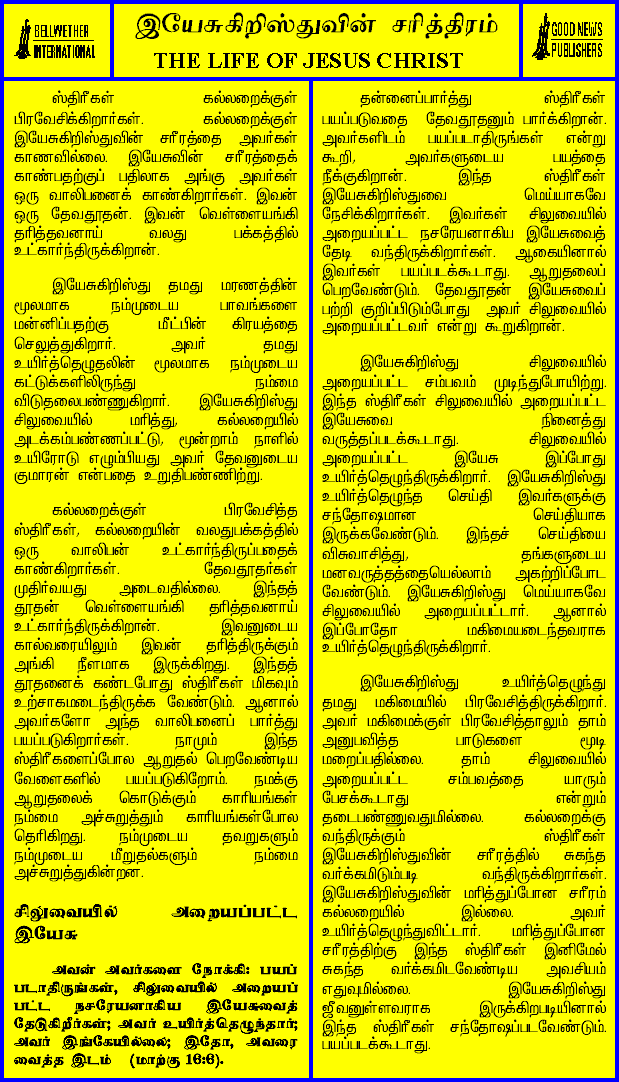 BELLWETHER
INTERNATIONAL
இயேசுகிறிஸ்துவின் சரித்திரம்
THE LIFE OF JESUS CHRIST
GOOD NEWS
PUBLISHERS
ஸ்திரீகள் கல்லறைக்குள்
பிரவேசிக்கிறார்கள். கல்லறைக்குள்
இயேசுகிறிஸ்துவின் சரீரத்தை அவர்கள்
காணவில்லை. இயேசுவின் சரீரத்தைக்
காண்பதற்குப் பதிலாக அங்கு அவர்கள்
ஒரு வாலிபனைக் காண்கிறார்கள். இவன்
ஒரு தேவதூதன். இவன் வெள்ளையங்கி
தரித்தவனாய் வலது பக்கத்தில்
உட்கார்ந்திருக்கிறான்.
இயேசுகிறிஸ்து தமது மரணத்தின்
மூலமாக நம்முடைய பாவங்களை
மன்னிப்பதற்கு மீட்பின் கிரயத்தை
செலுத்துகிறார். அவர் தமது
உயிர்த்தெழுதலின் மூலமாக நம்முடைய
கட்டுக்களிலிருந்து நம்மை
விடுதலைபண்ணுகிறார். இயேசுகிறிஸ்து
சிலுவையில் மரித்து, கல்லறையில்
அடக்கம்பண்ணப்பட்டு, மூன்றாம் நாளில்
உயிரோடு எழும்பியது அவர் தேவனுடைய
குமாரன் என்பதை உறுதிபண்ணிற்று.
கல்லறைக்குள் பிரவேசித்த
ஸ்திரீகள், கல்லறையின் வலதுபக்கத்தில்
ஒரு வாலிபன் உட்கார்ந்திருப்பதைக்
காண்கிறார்கள். தேவதூதர்கள்
முதிர்வயது அடைவதில்லை. இந்தத்
தூதன் வெள்ளையங்கி தரித்தவனாய்
உட்கார்ந்திருக்கிறான். இவனுடைய
கால்வரையிலும் இவன் தரித்திருக்கும்
அங்கி நீளமாக இருக்கிறது. இந்தத்
தூதனைக் கண்டபோது ஸ்திரீகள் மிகவும்
உற்சாகமடைந்திருக்க வேண்டும். ஆனால்
அவர்களோ அந்த வாலிபனைப் பார்த்து
பயப்படுகிறார்கள். நாமும் இந்த
ஸ்திரீகளைப்போல ஆறுதல் பெறவேண்டிய
வேளைகளில் பயப்படுகிறோம். நமக்கு
ஆறுதலைக் கொடுக்கும் காரியங்கள்
நம்மை அச்சுறுத்தும் காரியங்கள்போல
தெரிகிறது. நம்முடைய தவறுகளும்
நம்முடைய மீறுதல்களும் நம்மை
அச்சுறுத்துகின்றன.
சிலுவையில் அறையப்பட்ட
இயேசு
அவன் அவர்களை நோக்கி: பயப்
படாதிருங்கள், சிலுவையில் அறையப்
பட்ட நசரேயனாகிய இயேசுவைத்
தேடுகிறீர்கள்; அவர் உயிர்த்தெழுந்தார்;
அவர் இங்கேயில்லை; இதோ, அவரை
வைத்த இடம் (மாற்கு 16:6).
தன்னைப்பார்த்து ஸ்திரீகள்
பயப்படுவதை தேவதூதனும் பார்க்கிறான்.
அவர்களிடம் பயப்படாதிருங்கள் என்று
கூறி, அவர்களுடைய பயத்தை
நீக்குகிறான். இந்த ஸ்திரீகள்
இயேசுகிறிஸ்துவை மெய்யாகவே
நேசிக்கிறார்கள். இவர்கள் சிலுவையில்
அறையப்பட்ட நசரேயனாகிய இயேசுவைத்
தேடி வந்திருக்கிறார்கள். ஆகையினால்
இவர்கள் பயப்படக்கூடாது. ஆறுதலைப்
பெறவேண்டும். தேவதூதன் இயேசுவைப்
பற்றி குறிப்பிடும்போது அவர் சிலுவையில்
அறையப்பட்டவர் என்று கூறுகிறான்.
இயேசுகிறிஸ்து சிலுவையில்
அறையப்பட்ட சம்பவம் முடிந்துபோயிற்று.
இந்த ஸ்திரீகள் சிலுவையில் அறையப்பட்ட
இயேசுவை நினைத்து
வருத்தப்படக்கூடாது. சிலுவையில்
அறையப்பட்ட இயேசு இப்போது
உயிர்த்தெழுந்திருக்கிறார். இயேசுகிறிஸ்து
உயிர்த்தெழுந்த செய்தி இவர்களுக்கு
சந்தோஷமான செய்தியாக
இருக்கவேண்டும். இந்தச் செய்தியை
விசுவாசித்து, தங்களுடைய
மனவருத்தத்தையெல்லாம் அகற்றிப்போட
வேண்டும். இயேசுகிறிஸ்து மெய்யாகவே
சிலுவையில் அறையப்பட்டார். ஆனால்
இப்போதோ மகிமையடைந்தவராக
உயிர்த்தெழுந்திருக்கிறார்.
இயேசுகிறிஸ்து உயிர்த்தெழுந்து
தமது மகிமையில் பிரவேசித்திருக்கிறார்.
அவர் மகிமைக்குள் பிரவேசித்தாலும் தாம்
அனுபவித்த பாடுகளை மூடி
மறைப்பதில்லை. தாம் சிலுவையில்
அறையப்பட்ட சம்பவத்தை யாரும்
பேசக்கூடாது என்றும்
தடைபண்ணுவதுமில்லை. கல்லறைக்கு
வந்திருக்கும் ஸ்திரீகள்
இயேசுகிறிஸ்துவின் சரீரத்தில் சுகந்த
வர்க்கமிடும்படி வந்திருக்கிறார்கள்.
இயேசுகிறிஸ்துவின் மரித்துப்போன சரீரம்
கல்லறையில் இல்லை. அவர்
உயிர்த்தெழுந்துவிட்டார். மரித்துப்போன
சரீரத்திற்கு இந்த ஸ்திரீகள் இனிமேல்
சுகந்த வர்க்கமிடவேண்டிய அவசியம்
எதுவுமில்லை. இயேசுகிறிஸ்து
ஜீவனுள்ளவராக இருக்கிறபடியினால்
இந்த ஸ்திரீகள் சந்தோஷப்படவேண்டும்.
பயப்படக்கூடாது.